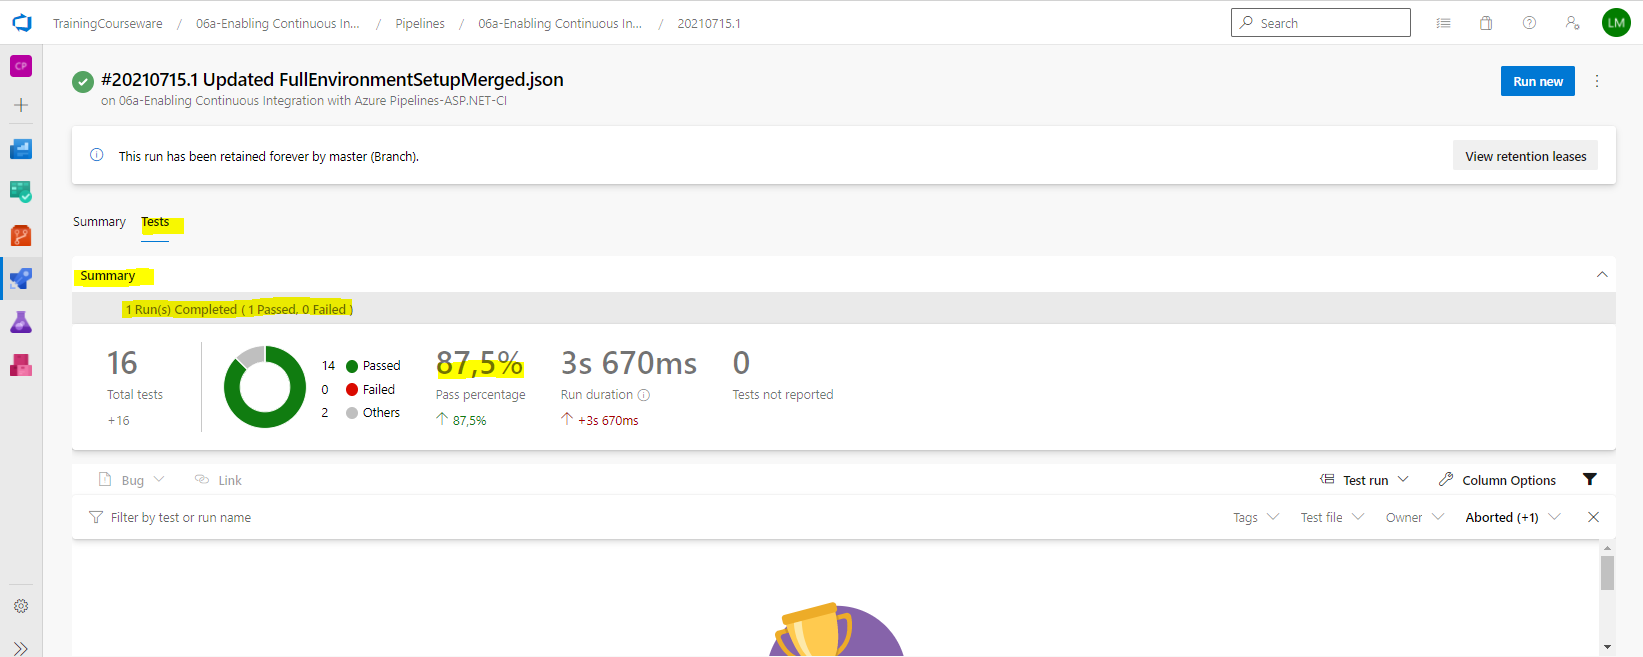 TrainingCourseware / 06a-Enabling Continuous In... / Pipelines / 06a-Enabling Continuous In... / 20210715.1
Search
LM
CP
#20210715.1 Updated FullEnvironmentSetupMerged.json
on 06a-Enabling Continuous Integration with Azure Pipelines-ASP.NET-CI
Run new
This run has been retained forever by master (Branch).
View retention leases
Summary Tests
Summary
1 Run(s) Completed ( 1 Passed, 0 Failed )
16
Total tests
+16
14 Passed
0 Failed
2 Others
87,5%
Pass percentage
87,5%
3s 670ms
Run duration
+3s 670ms
0
Tests not reported
Bug Link
Test run Column Options
Filter by test or run name
Tags Test file Owner Aborted (+1)